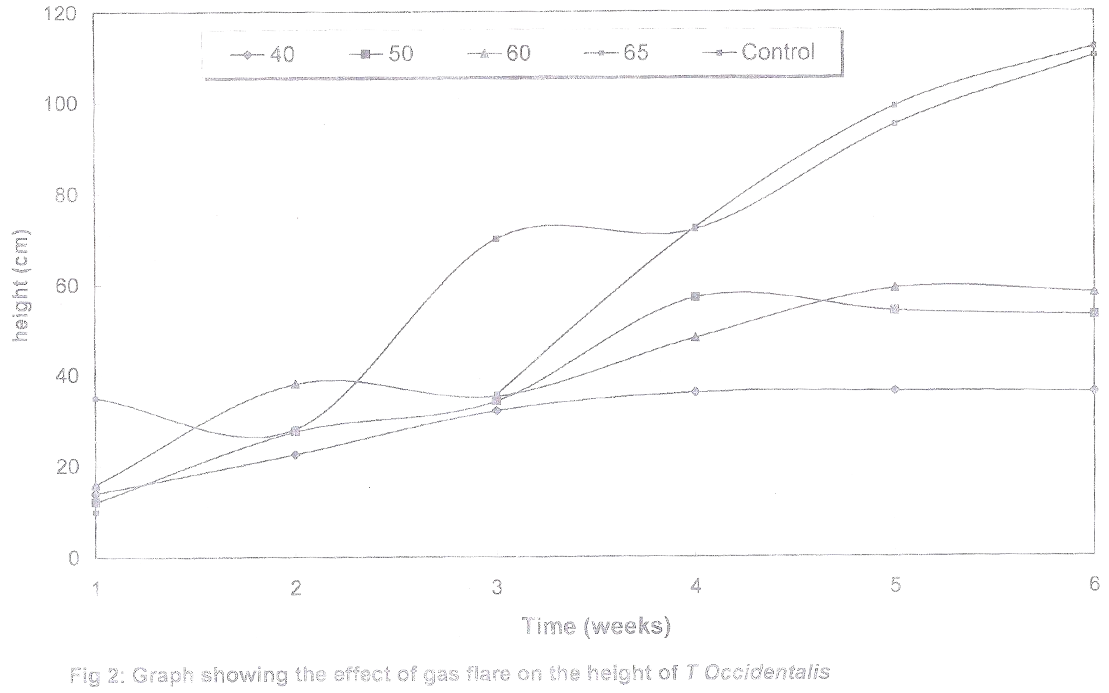 120
40 50 60 65 Control
100
80
60
40
20
0
height (cm)
1 2 3 4 5 6
Time (weeks)
Fig 2: Graph showing the effect of gas flare on the height of T Occidentalis